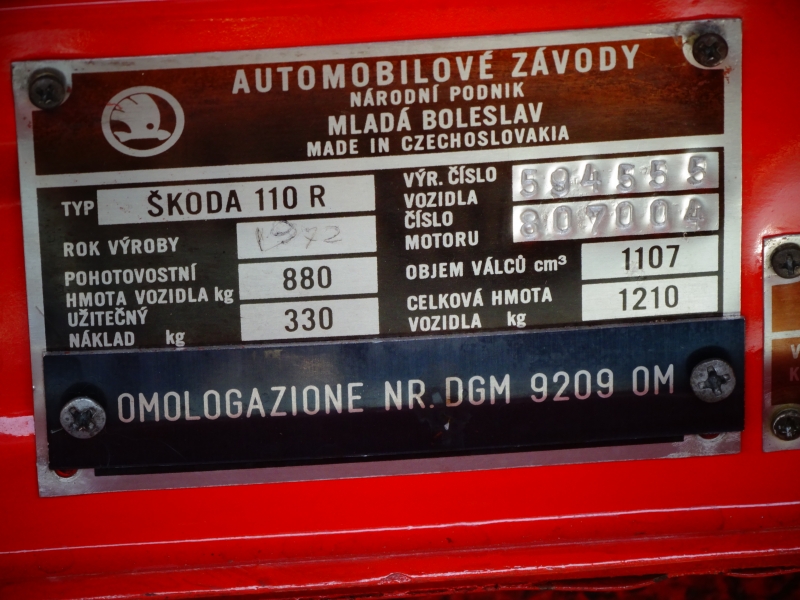 AUTOMOBILOVÉ ZÁVODY
NÁRODNÍ PODNIK
MLADÁ BOLESLAV
MADE IN CZECHOSLOVAKIA
TYP ŠKODA 110 R
ROK VÝROBY 1972
POHOTOVOSTNÍ
HMOTA VOZIDLA kg 880
UŽITEČNÝ
NÁKLAD kg 330
VÝR. ČÍSLO
VOZIDLA 594555
ČÍSLO
MOTORU 307004
OBJEM VÁLCŮ cm³ 1107
CELKOVÁ HMOTA
VOZIDLA kg 1210
OMOLOGAZIONE NR. DGM 9209 OM